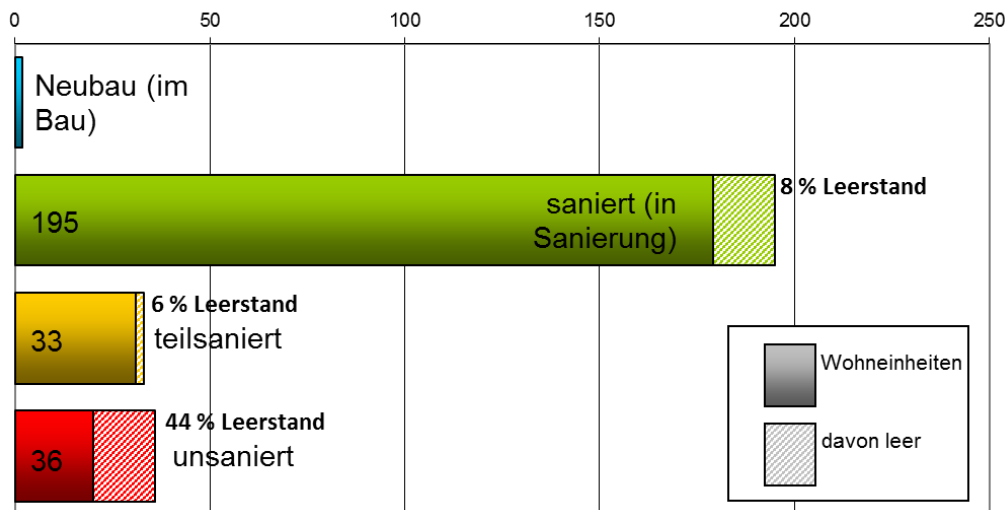 0 50 100 150 200 250
Neubau (im
Bau)
8 % Leerstand
195
saniert (in
Sanierung)
6 % Leerstand
33
teilsaniert
44 % Leerstand
36
unsaniert
Wohneinheiten
davon leer